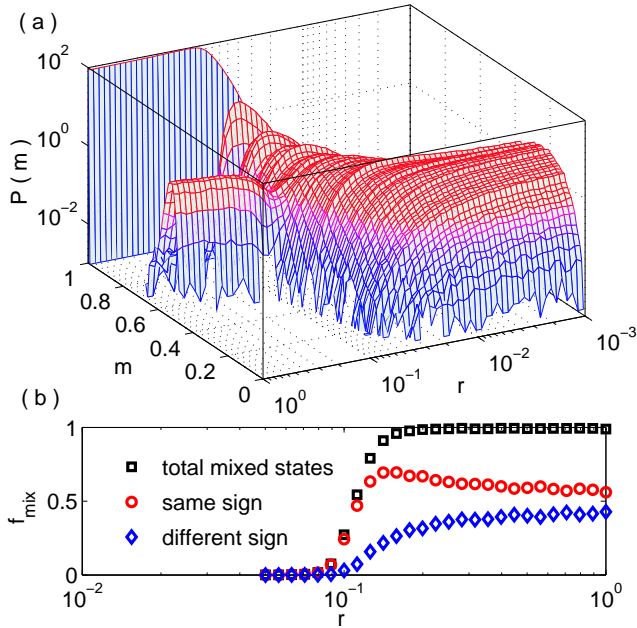 ( a )
10^2
10^0
10^-2
P ( m )
1
0.8
0.6
0.4
0.2
0
m
10^0
10^-1
10^-2
10^-3
r
( b )
1
0.5
0
f_mix
total mixed states
same sign
different sign
10^-2
10^-1
10^0
r